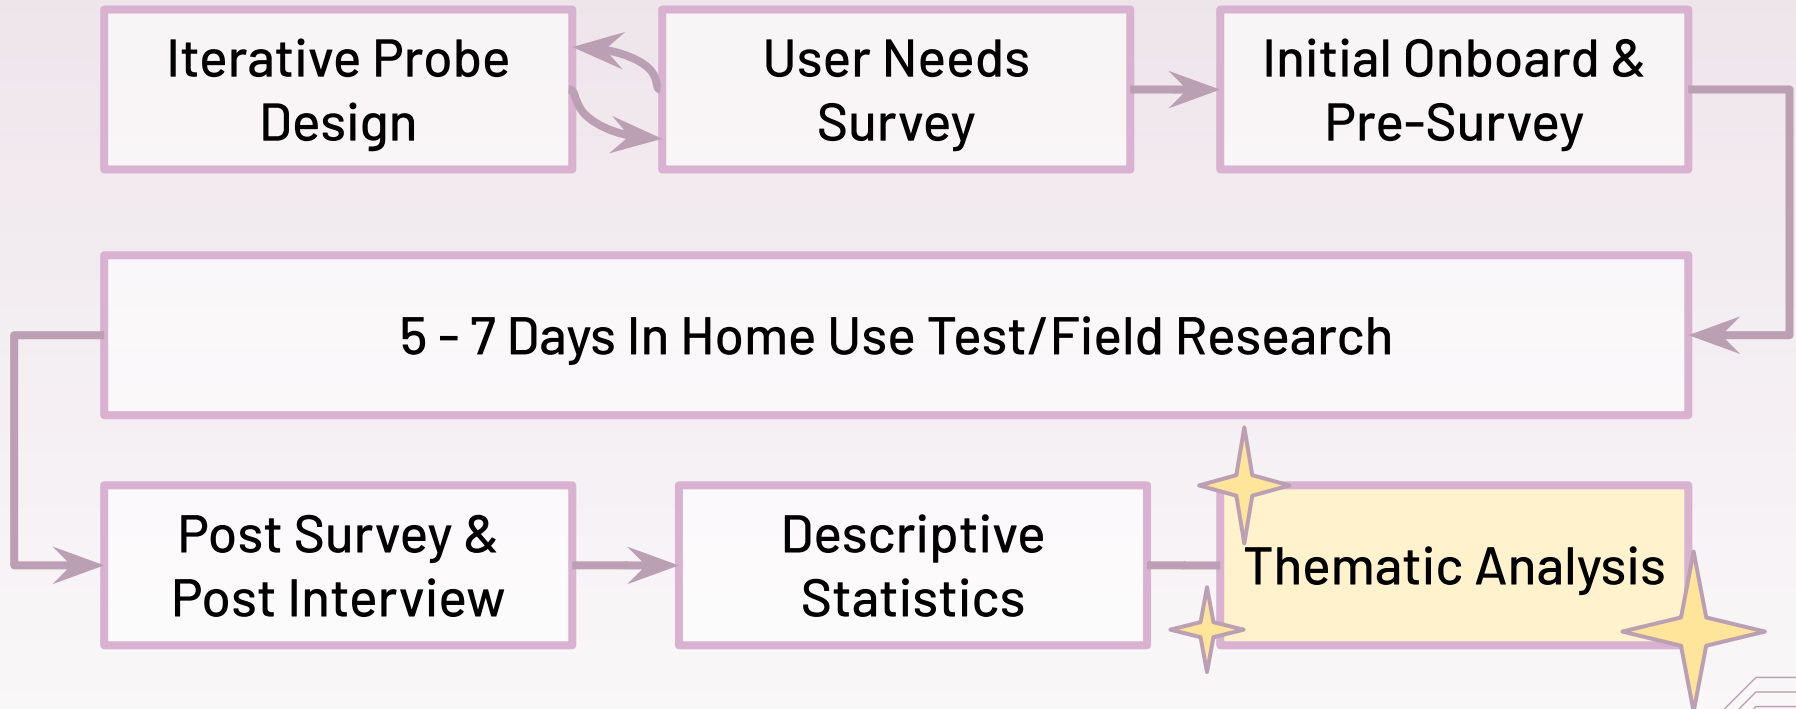 Iterative Probe
Design
User Needs
Survey
Initial Onboard &
Pre-Survey
5 - 7 Days In Home Use Test/Field Research
Post Survey &
Post Interview
Descriptive
Statistics
Thematic Analysis